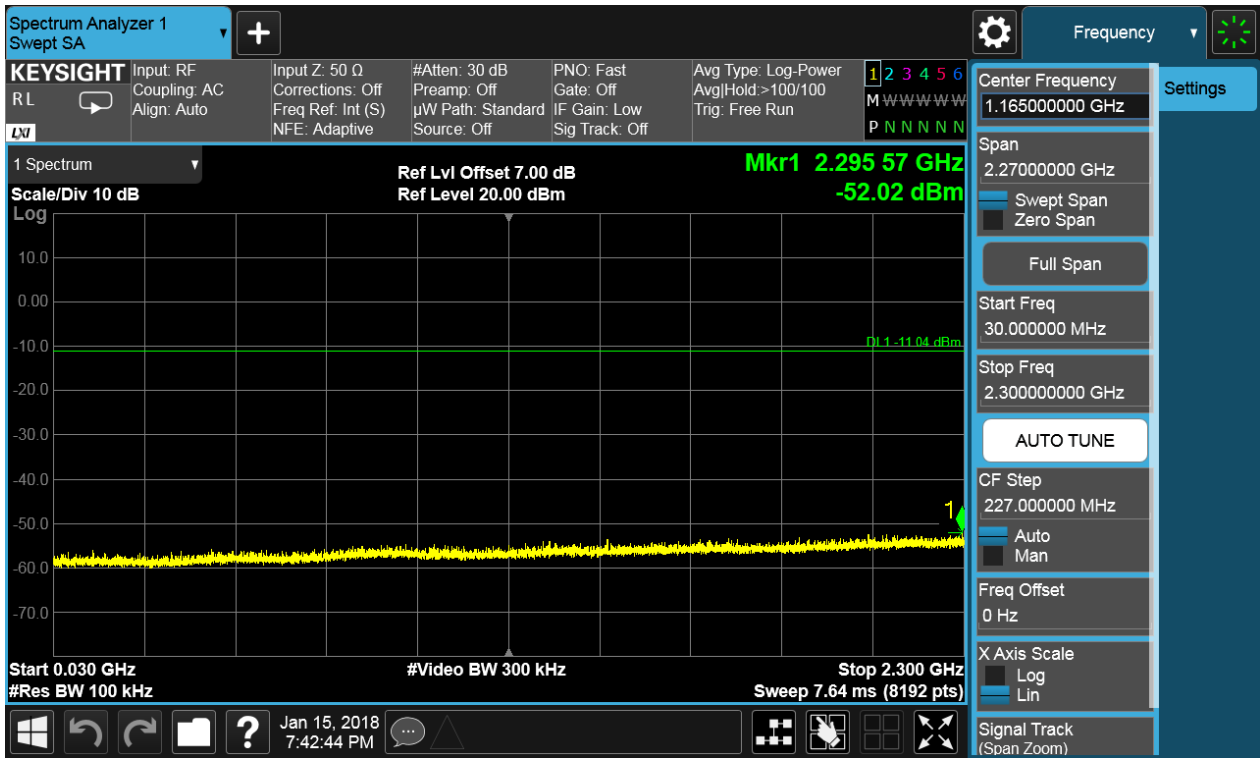 Spectrum Analyzer 1
Swept SA
+
Frequency
KEYSIGHT
R L
LXI
Input: RF
Coupling: AC
Align: Auto
Input Z: 50 Ω
Corrections: Off
Freq Ref: Int (S)
NFE: Adaptive
#Atten: 30 dB
Preamp: Off
µW Path: Standard
Source: Off
PNO: Fast
Gate: Off
IF Gain: Low
Sig Track: Off
Avg Type: Log-Power
Avg|Hold:>100/100
Trig: Free Run
1 2 3 4 5 6
M W W W W W
P N N N N N
1 Spectrum
Scale/Div 10 dB
Log
Ref Lvl Offset 7.00 dB
Ref Level 20.00 dBm
Mkr1 2.295 57 GHz
-52.02 dBm
10.0
0.00
-10.0
DL1 -11.04 dBm
-20.0
-30.0
-40.0
1
-50.0
-60.0
-70.0
Start 0.030 GHz
#Video BW 300 kHz
Stop 2.300 GHz
#Res BW 100 kHz
Sweep 7.64 ms (8192 pts)
?
Jan 15, 2018
7:42:44 PM
Center Frequency
1.165000000 GHz
Span
2.27000000 GHz
Swept Span
Zero Span
Full Span
Start Freq
30.000000 MHz
Stop Freq
2.300000000 GHz
AUTO TUNE
CF Step
227.000000 MHz
Auto
Man
Freq Offset
0 Hz
X Axis Scale
Log
Lin
Signal Track
(Span Zoom)
Settings